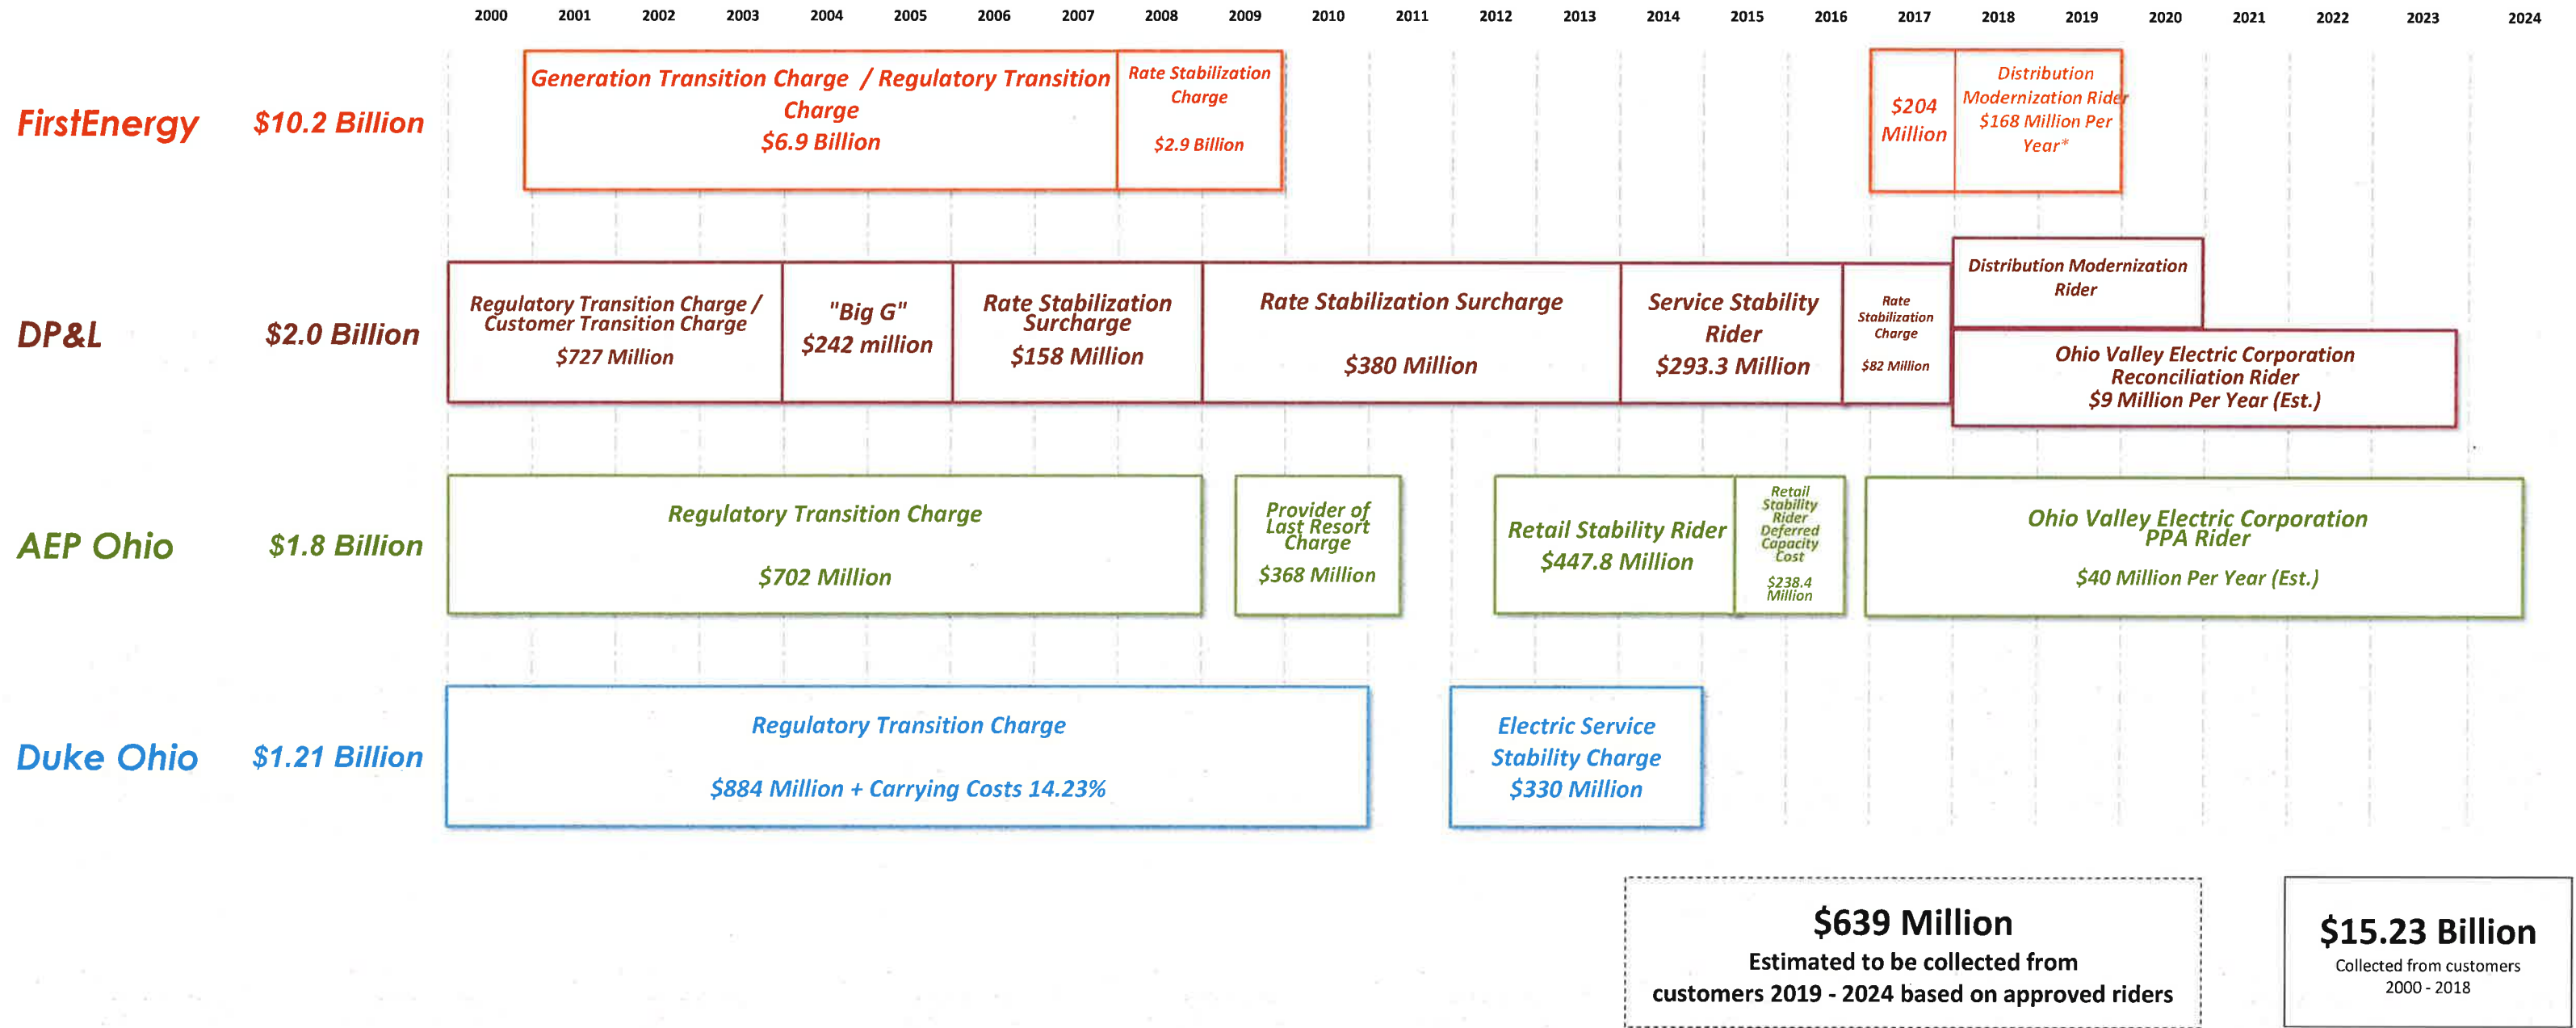 2000 2001 2002 2003 2004 2005 2006 2007 2008 2009 2010 2011 2012 2013 2014 2015 2016 2017 2018 2019 2020 2021 2022 2023 2024
FirstEnergy $10.2 Billion
Generation Transition Charge / Regulatory Transition
Charge
$6.9 Billion
Rate Stabilization
Charge
$2.9 Billion
$204
Million
Distribution
Modernization Rider
$168 Million Per
Year*
DP&L $2.0 Billion
Regulatory Transition Charge /
Customer Transition Charge
$727 Million
"Big G"
$242 million
Rate Stabilization
Surcharge
$158 Million
Rate Stabilization Surcharge
$380 Million
Service Stability
Rider
$293.3 Million
Rate
Stabilization
Charge
$82 Million
Distribution Modernization
Rider
Ohio Valley Electric Corporation
Reconciliation Rider
$9 Million Per Year (Est.)
AEP Ohio $1.8 Billion
Regulatory Transition Charge
$702 Million
Provider of
Last Resort
Charge
$368 Million
Retail Stability Rider
$447.8 Million
Retail
Stability
Rider
Deferred
Capacity
Cost
$238.4
Million
Ohio Valley Electric Corporation
PPA Rider
$40 Million Per Year (Est.)
Duke Ohio $1.21 Billion
Regulatory Transition Charge
$884 Million + Carrying Costs 14.23%
Electric Service
Stability Charge
$330 Million
$639 Million
Estimated to be collected from
customers 2019 - 2024 based on approved riders
$15.23 Billion
Collected from customers
2000 - 2018